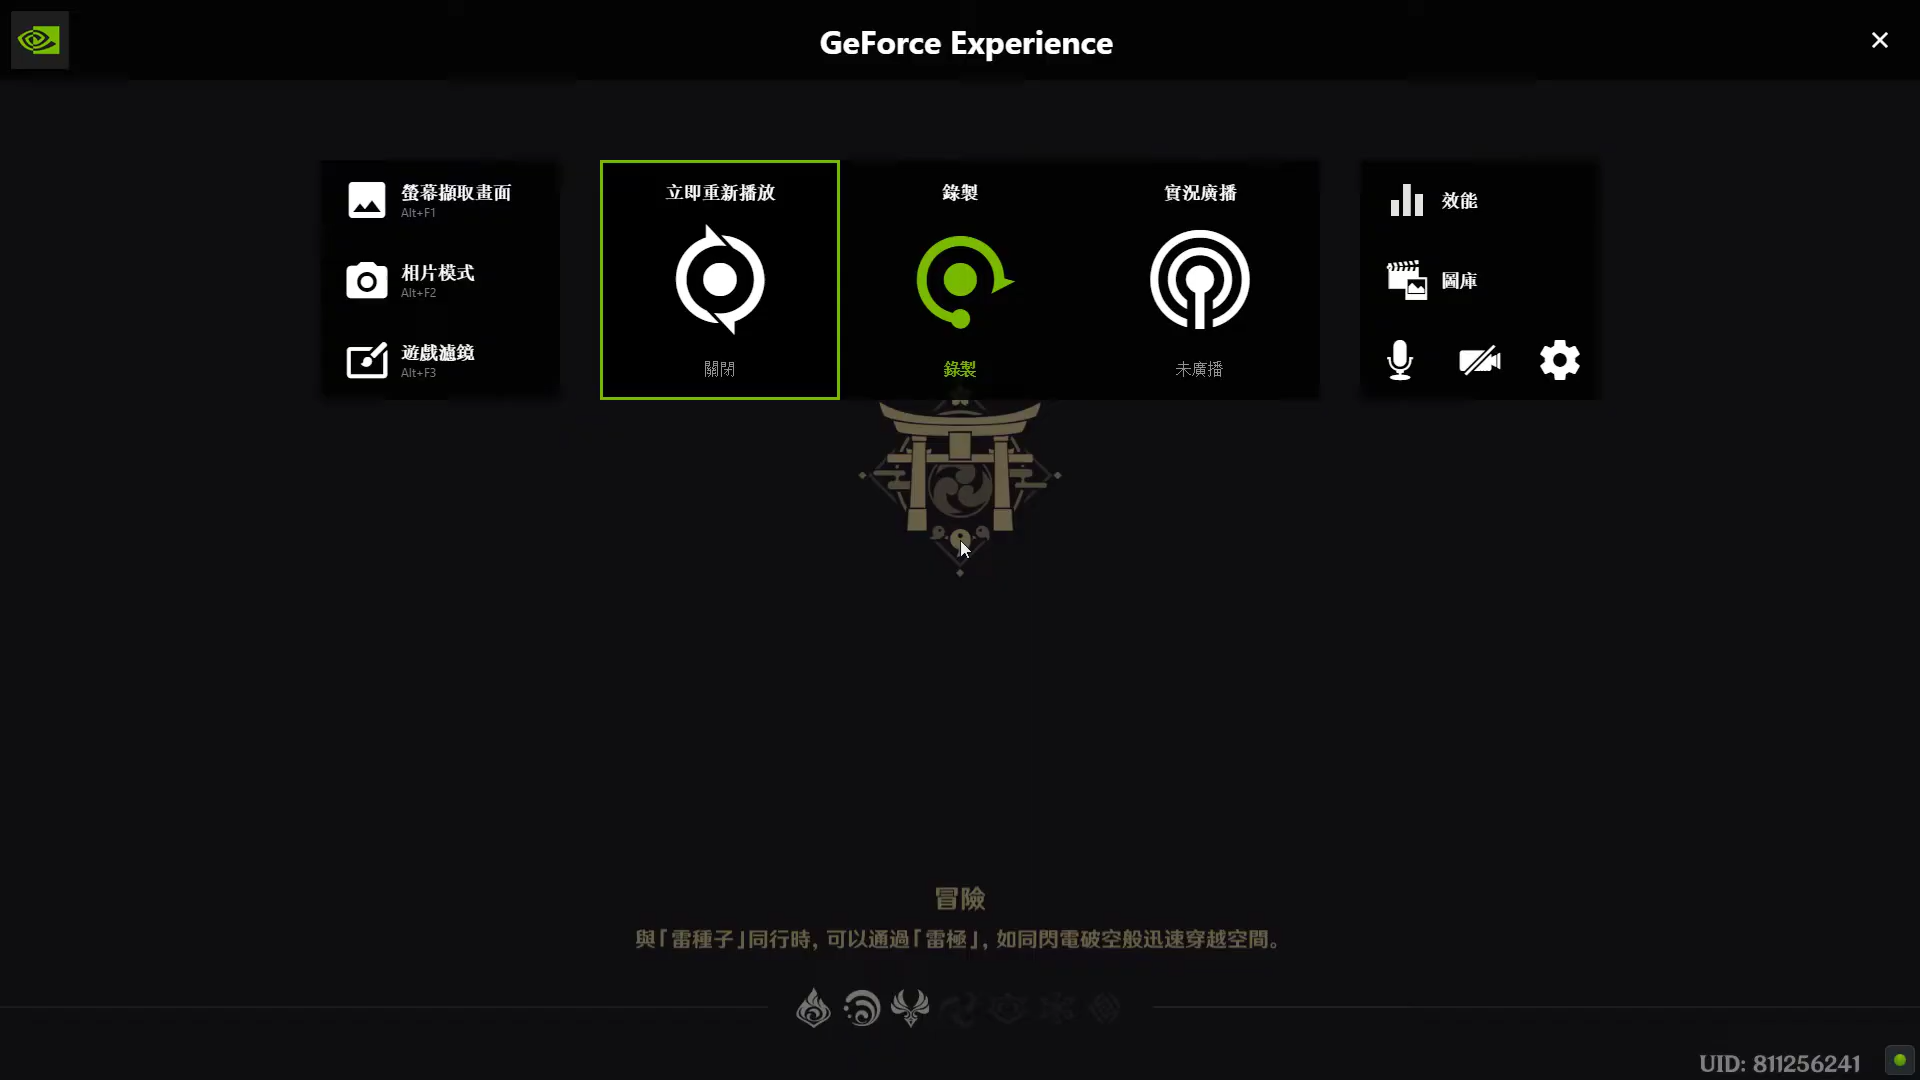 GeForce Experience
螢幕擷取畫面
Alt+F1
相片模式
Alt+F2
遊戲濾鏡
Alt+F3
立即重新播放
關閉
錄製
錄製
實況廣播
未廣播
效能
圖庫
冒險
與「雷種子」同行時，可以通過「雷極」，如同閃電破空般迅速穿越空間。
UID: 811256241